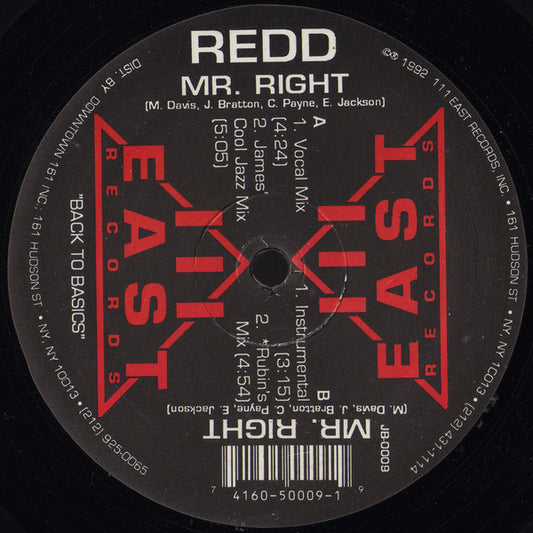 REDD
MR. RIGHT
(M. Davis, J. Bratton, C. Payne, E. Jackson)
℗© 1992 111 EAST RECORDS, INC. • 161 HUDSON ST • NY, NY 10013 • (212) 431-1114
DIST. BY DOWNTOWN 161 INC., 161 HUDSON ST • NY, NY 10013 • (212) 925-0065
"BACK TO BASICS"
A
1. Vocal Mix
(4:24)
2. James'
Cool Jazz Mix
(5:05)
111
EAST
RECORDS
111
EAST
RECORDS
MR. RIGHT
(M. Davis, J. Bratton, C. Payne, E. Jackson)
B
1. Instrumental
(3:15)
2. *Rubin's
Mix (4:54)
JB-0009
7 4160-50009-1 9